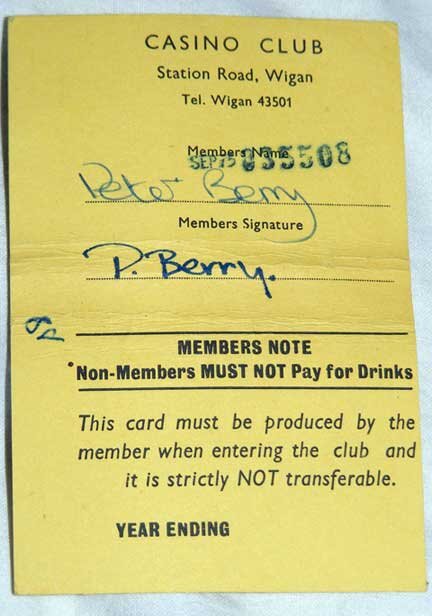 CASINO CLUB
Station Road, Wigan
Tel. Wigan 43501
Members Name
SEP 75 035508
Peter Berry
Members Signature
P. Berry.
MEMBERS NOTE
Non-Members MUST NOT Pay for Drinks
This card must be produced by the
member when entering the club and
it is strictly NOT transferable.
YEAR ENDING